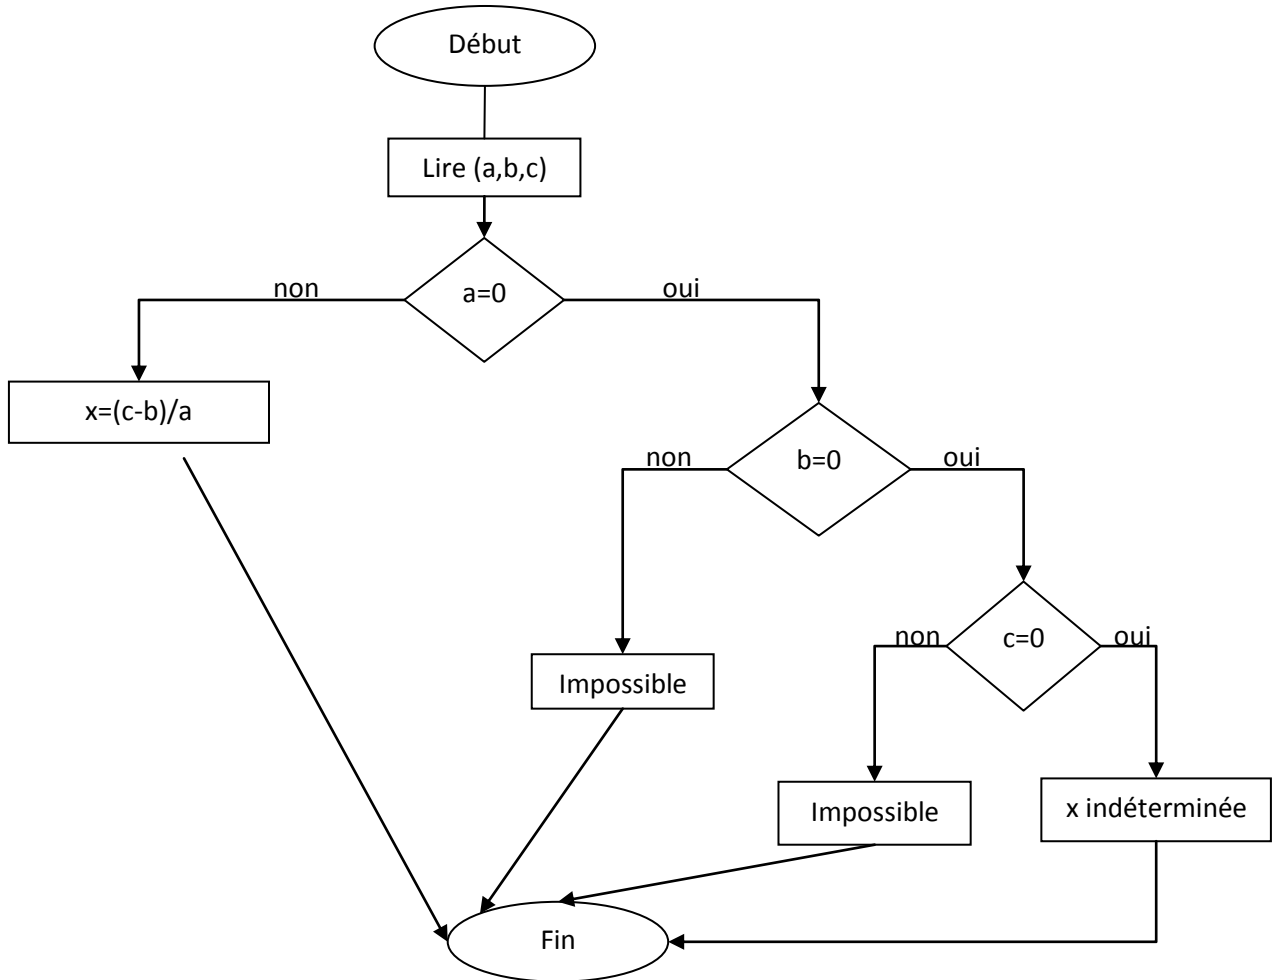 Début
Lire (a,b,c)
non
a=0
oui
x=(c-b)/a
non
b=0
oui
non
c=0
oui
Impossible
Impossible
x indéterminée
Fin